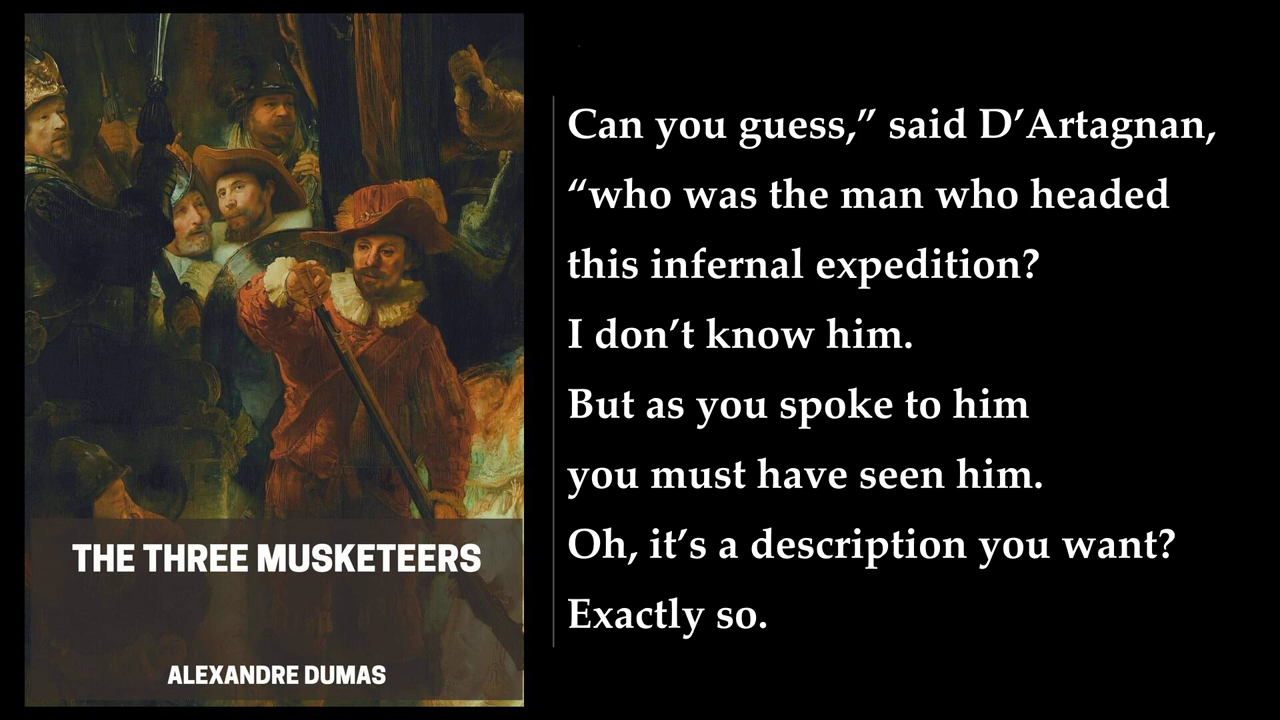 THE THREE MUSKETEERS
ALEXANDRE DUMAS
Can you guess,” said D’Artagnan,
“who was the man who headed
this infernal expedition?
I don’t know him.
But as you spoke to him
you must have seen him.
Oh, it’s a description you want?
Exactly so.